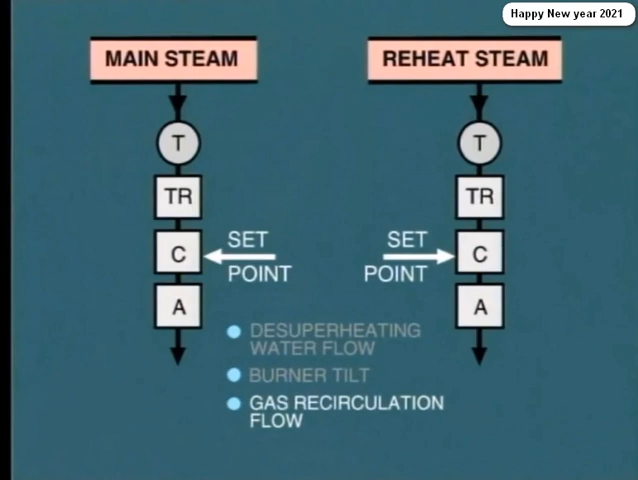 Happy New year 2021
MAIN STEAM
REHEAT STEAM
T
T
TR
TR
C
SET
POINT
SET
POINT
C
A
A
DESUPERHEATING
WATER FLOW
BURNER TILT
GAS RECIRCULATION
FLOW